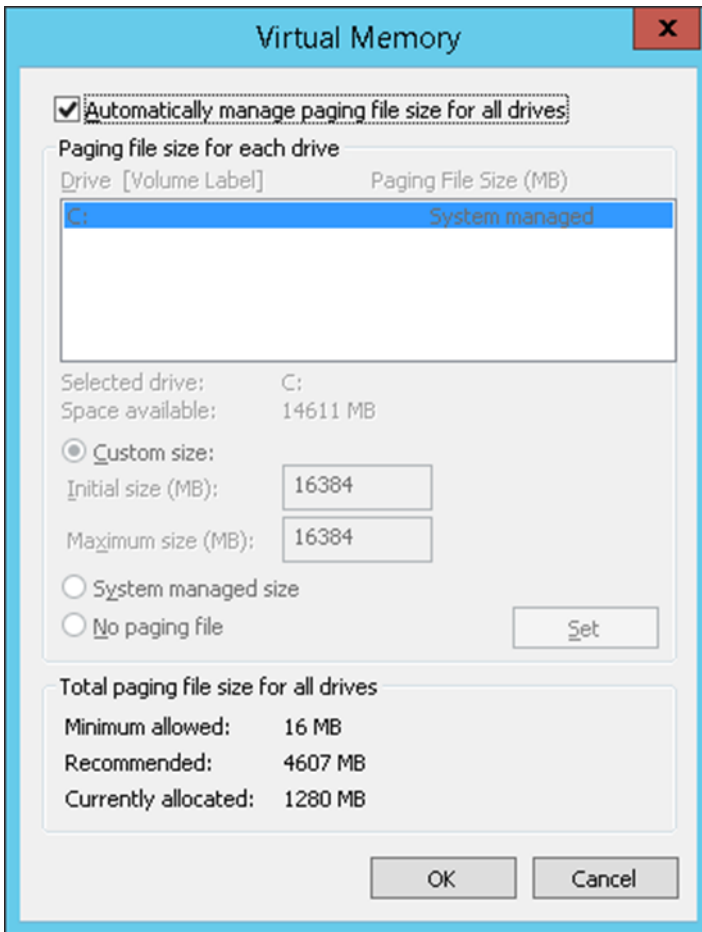 Virtual Memory
x
Automatically manage paging file size for all drives
Paging file size for each drive
Drive [Volume Label] Paging File Size (MB)
C: System managed
Selected drive: C:
Space available: 14611 MB
Custom size:
Initial size (MB): 16384
Maximum size (MB): 16384
System managed size
No paging file Set
Total paging file size for all drives
Minimum allowed: 16 MB
Recommended: 4607 MB
Currently allocated: 1280 MB
OK Cancel